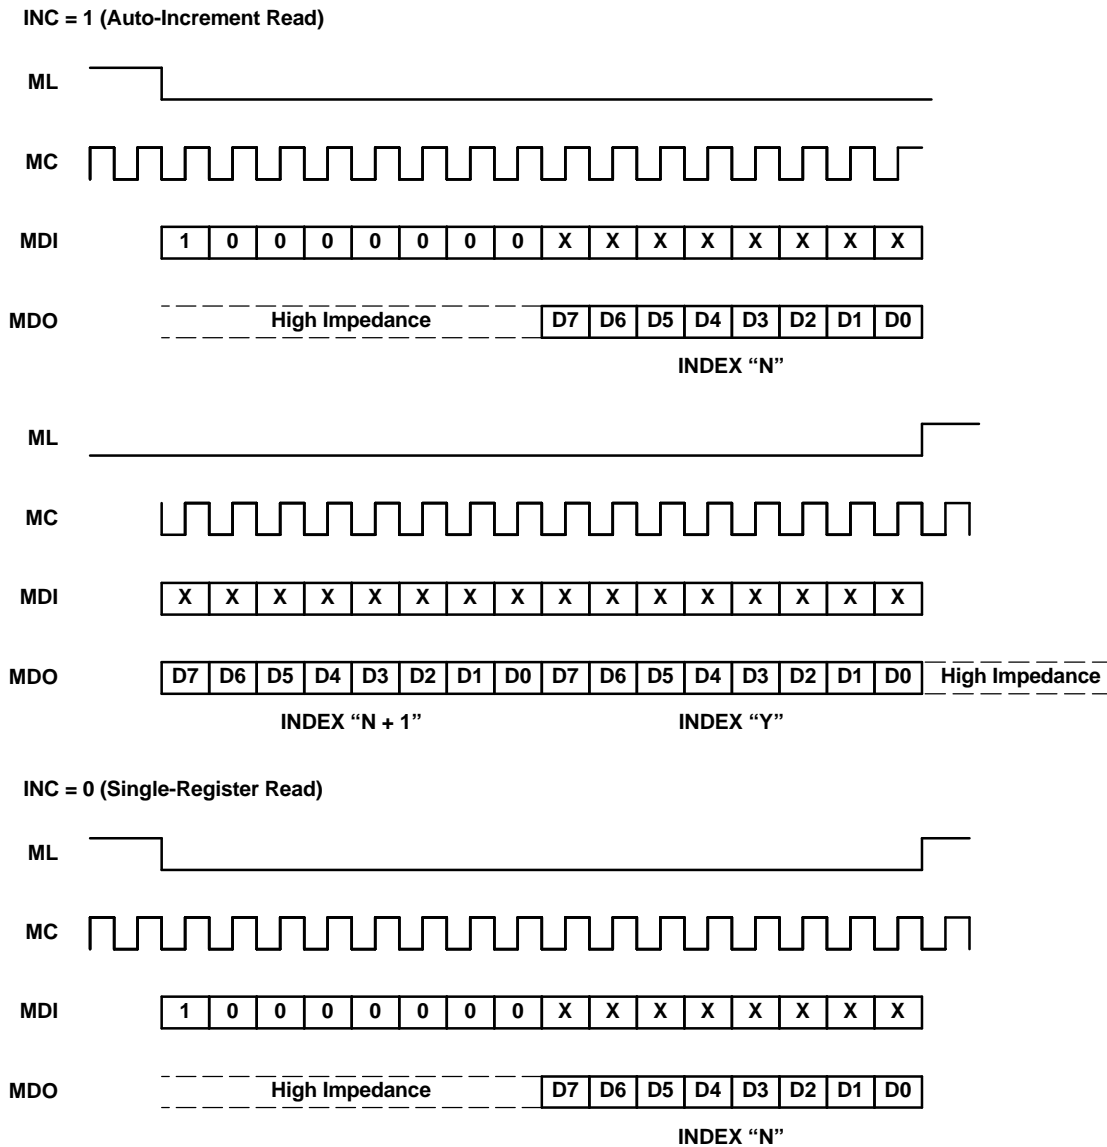 INC = 1 (Auto-Increment Read)
ML
MC
MDI 1 0 0 0 0 0 0 0 X X X X X X X X
MDO High Impedance D7 D6 D5 D4 D3 D2 D1 D0
INDEX “N”
ML
MC
MDI X X X X X X X X X X X X X X X X
MDO D7 D6 D5 D4 D3 D2 D1 D0 D7 D6 D5 D4 D3 D2 D1 D0 High Impedance
INDEX “N + 1” INDEX “Y”
INC = 0 (Single-Register Read)
ML
MC
MDI 1 0 0 0 0 0 0 0 X X X X X X X X
MDO High Impedance D7 D6 D5 D4 D3 D2 D1 D0
INDEX “N”